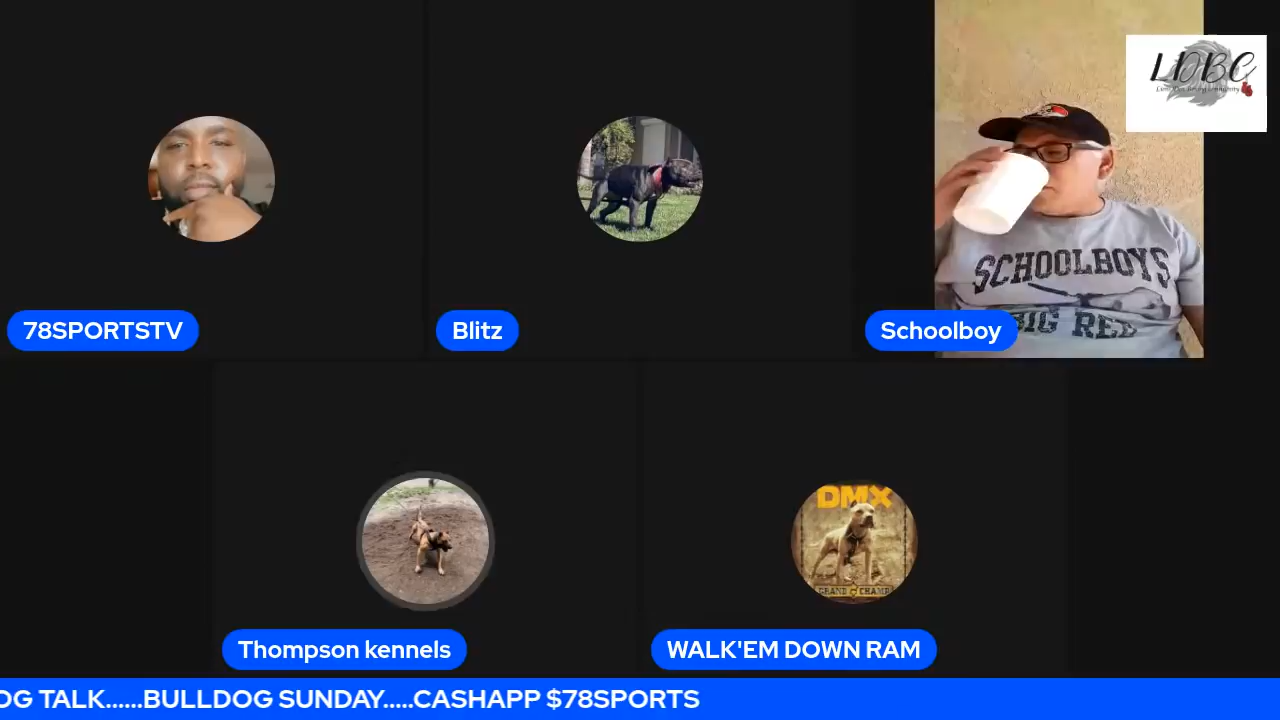 LDBC
78SPORTSTV
Blitz
Schoolboy
SCHOOLBOYS
BIG RED
DMX
GRAND CHAMP
Thompson kennels
WALK'EM DOWN RAM
OG TALK......BULLDOG SUNDAY.....CASHAPP $78SPORTS